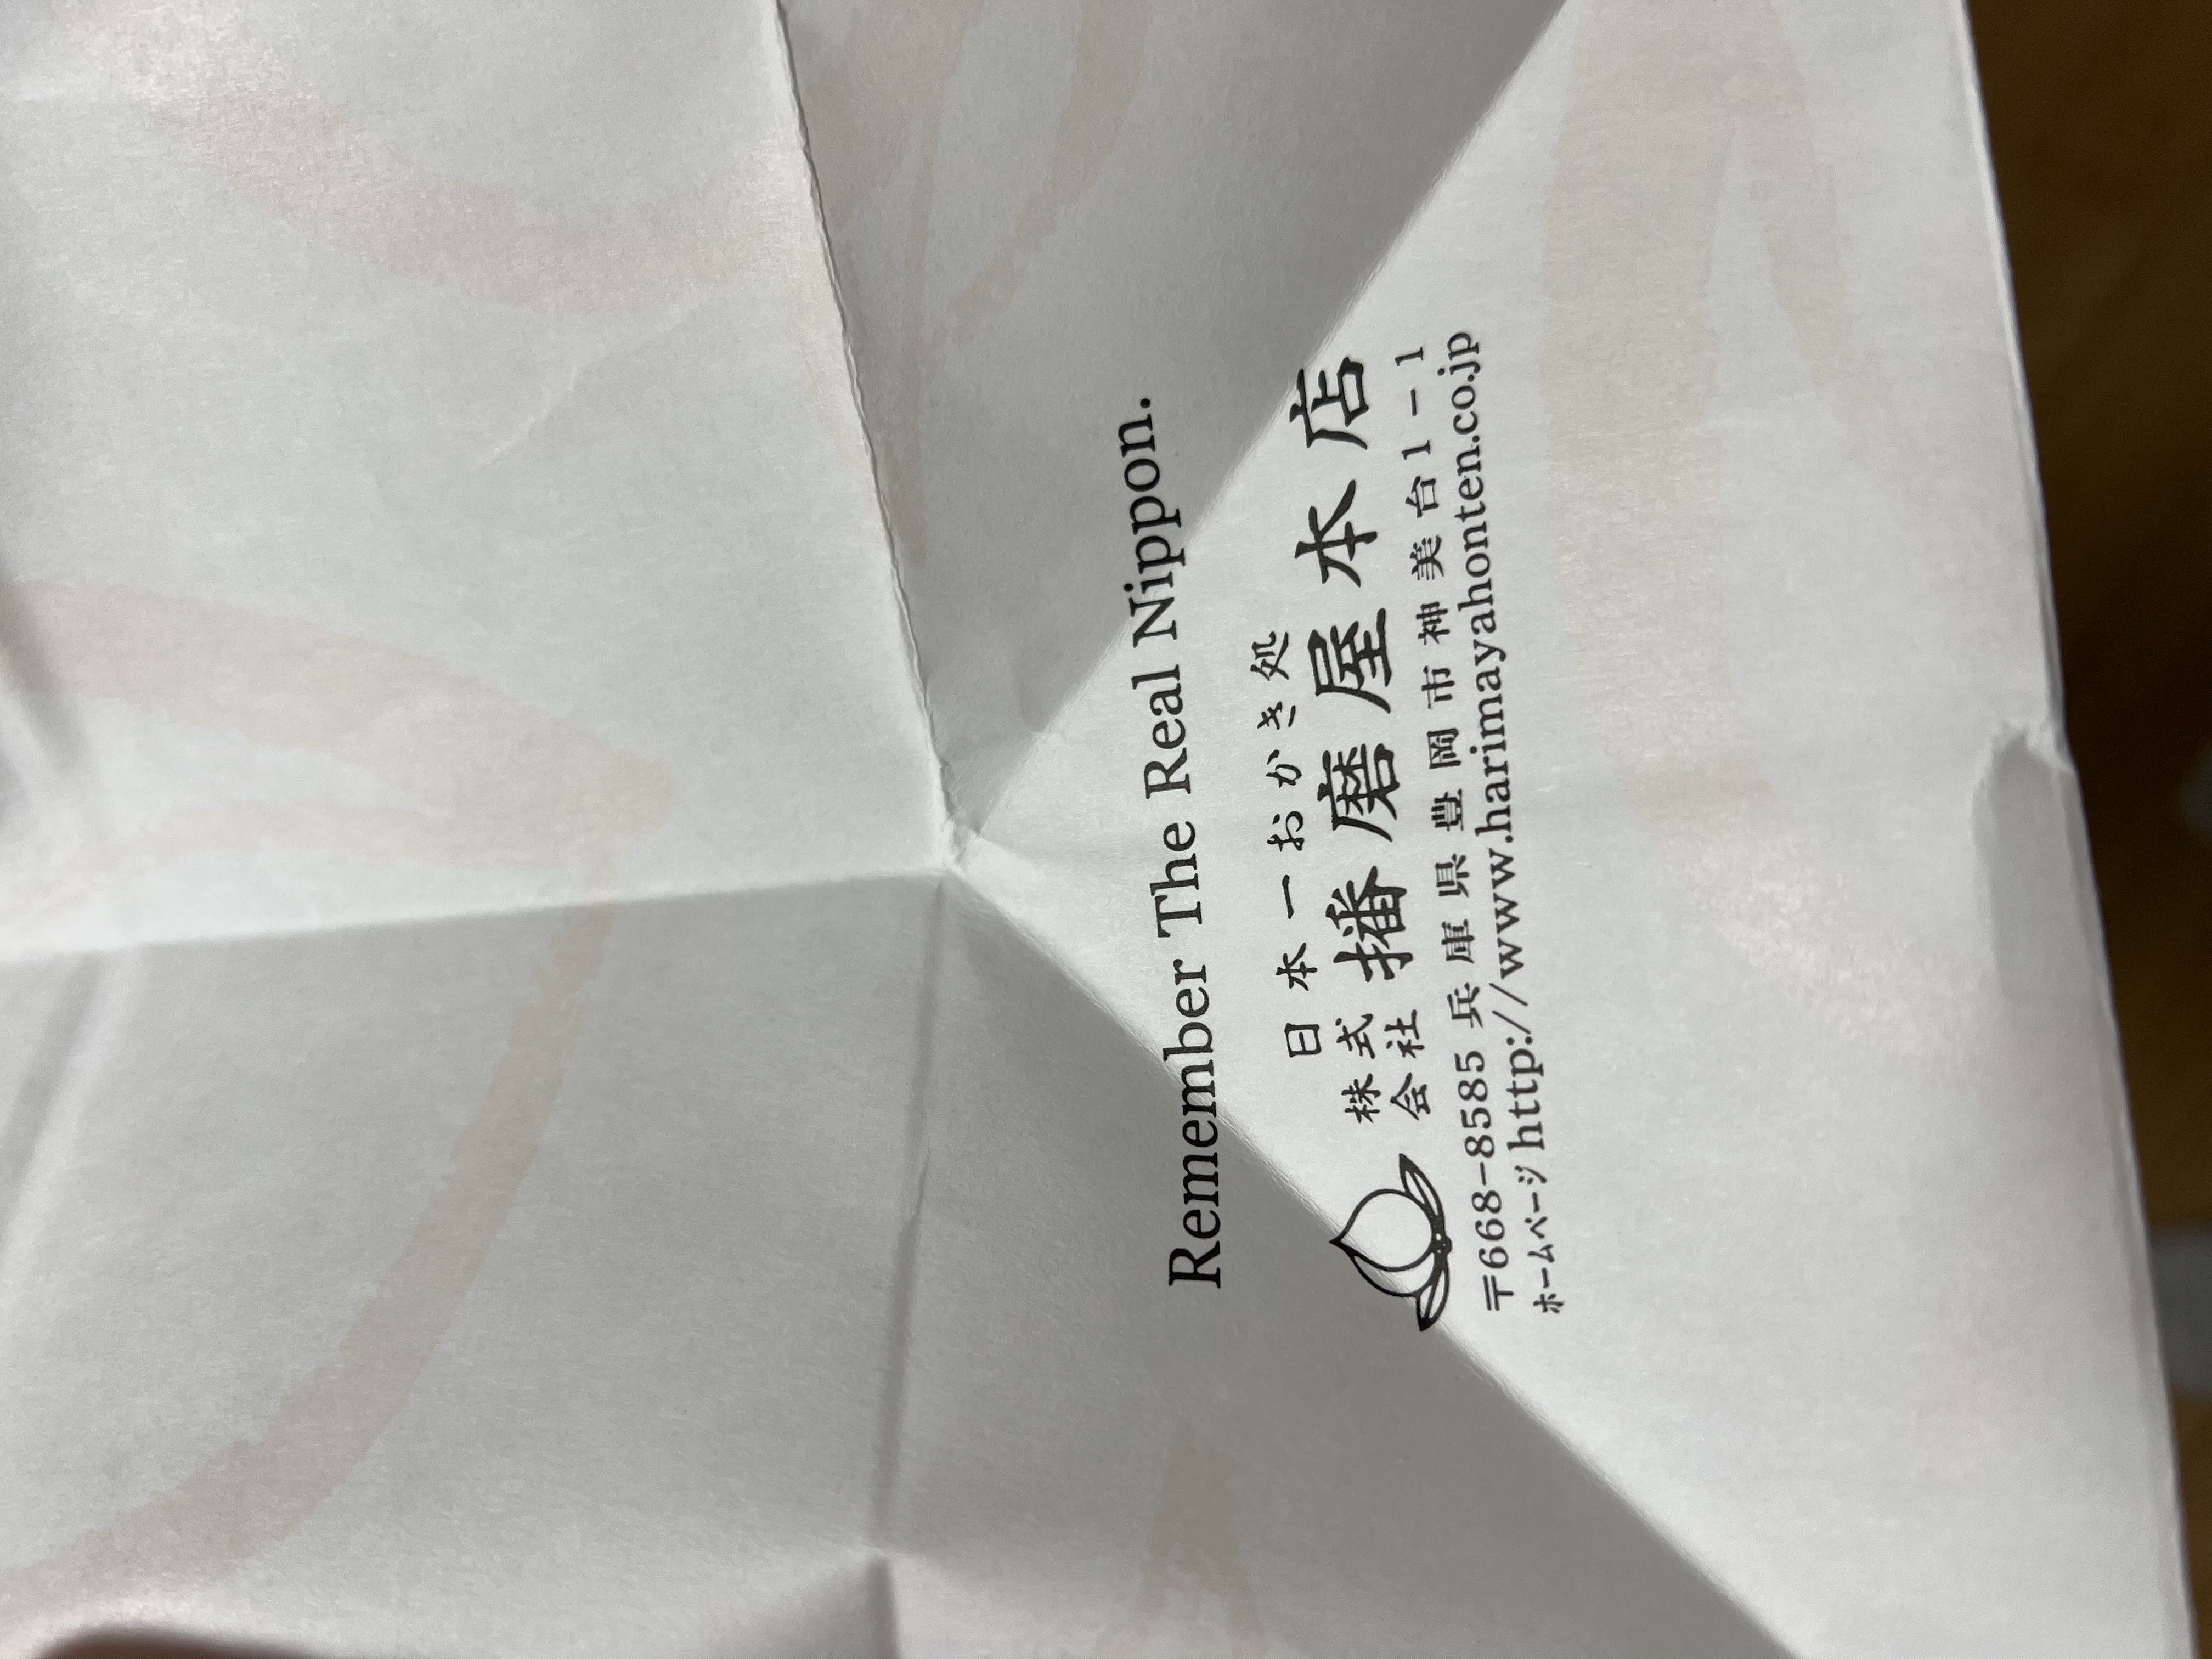 Remember The Real Nippon.
日本一おかき処
株式会社 播磨屋本店
〒668-8585 兵庫県豊岡市神美台1-1
ホームページ http://www.harimayahonten.co.jp